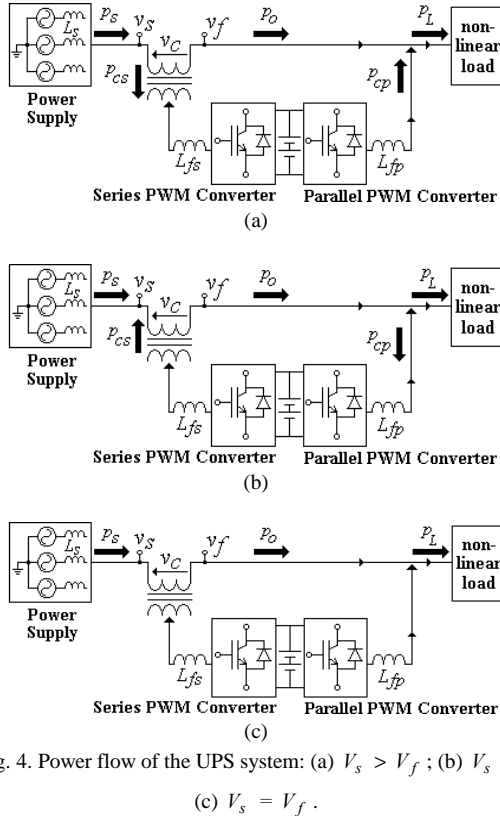 p_s v_s v_f p_o p_L
L_s v_C
p_cs p_cp
non-
linear
load
Power
Supply
L_fs L_fp
Series PWM Converter Parallel PWM Converter
(a)
p_s v_s v_f p_o p_L
L_s v_C
p_cs p_cp
non-
linear
load
Power
Supply
L_fs L_fp
Series PWM Converter Parallel PWM Converter
(b)
p_s v_s v_f p_o p_L
L_s v_C
non-
linear
load
Power
Supply
L_fs L_fp
Series PWM Converter Parallel PWM Converter
(c)
g. 4. Power flow of the UPS system: (a) V_s > V_f ; (b) V_s
(c) V_s = V_f .